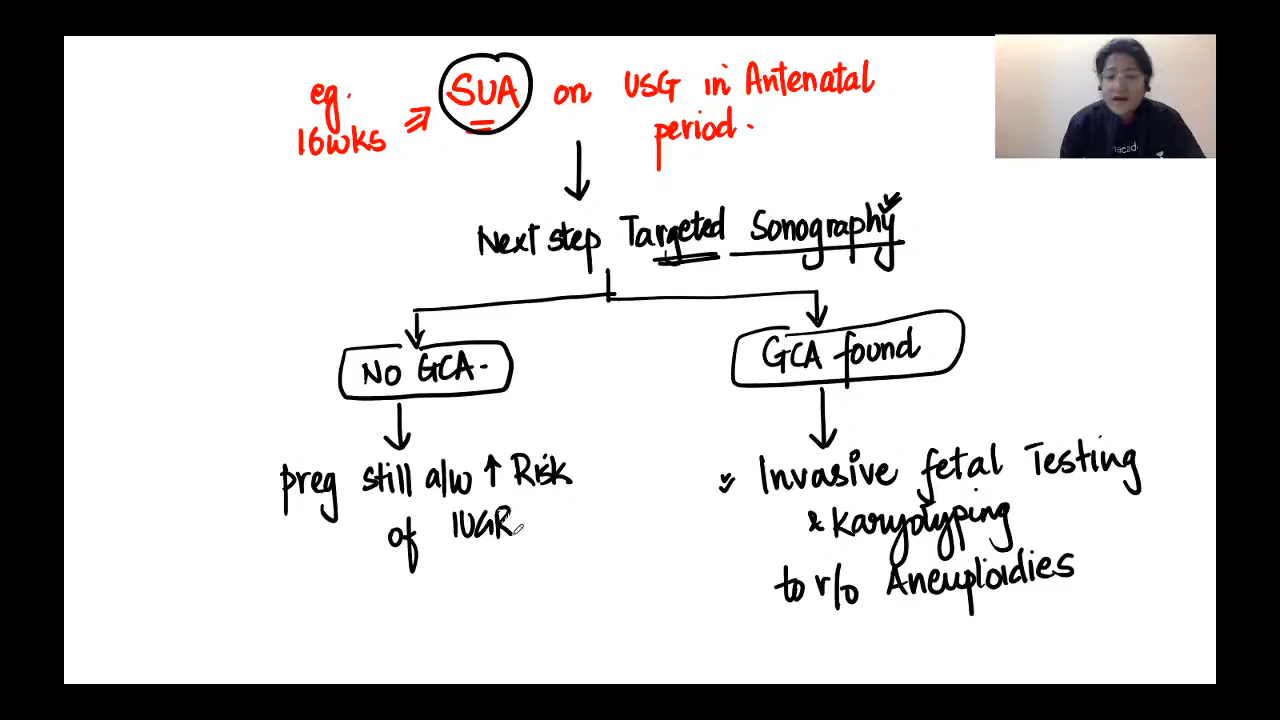 eg. SUA on USG in Antenatal
16wks ⇒ period.
Next step Targeted Sonography
No GCA.
GCA found
preg still a/w ↑ Risk
of IUGR
Invasive fetal Testing
& Karyotyping
to r/o Aneuploidies